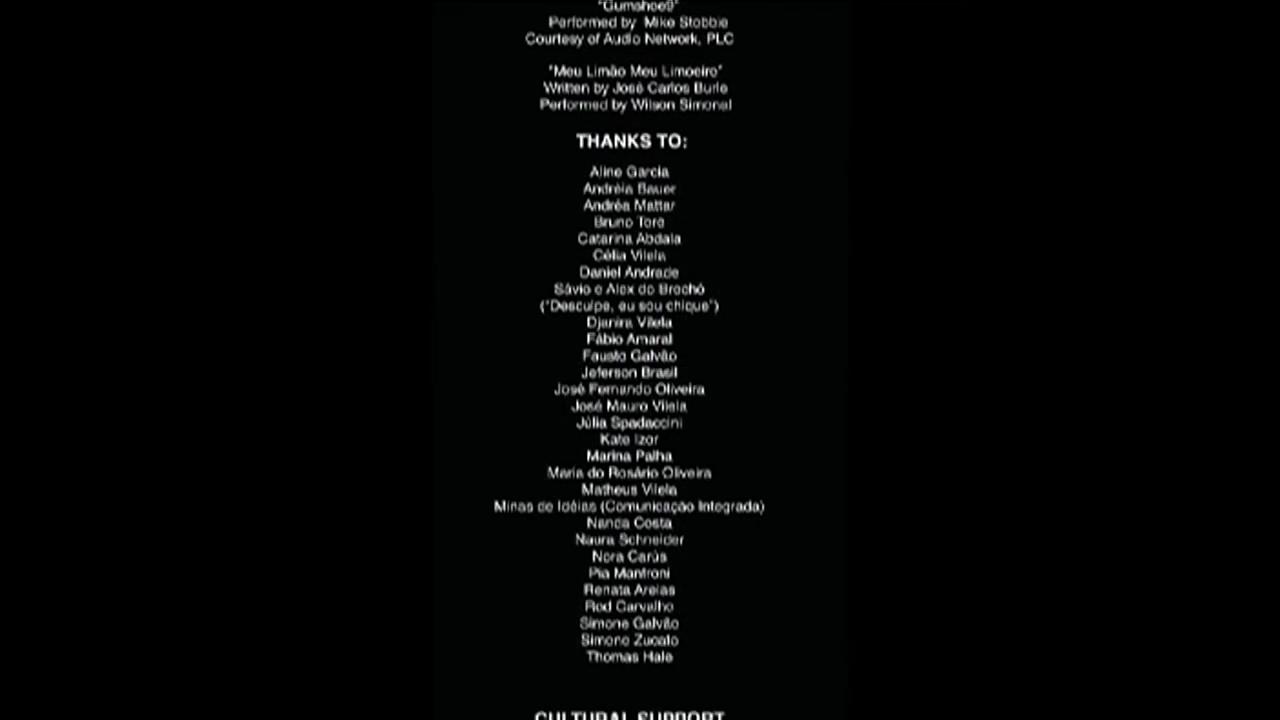 "Gumshoe9"
Performed by Mike Stobbie
Courtesy of Audio Network, PLC
"Meu Limão Meu Limoeiro"
Written by José Carlos Burle
Performed by Wilson Simonal
THANKS TO:
Aline Garcia
Andréia Bauer
Andréa Mattar
Bruno Torè
Catarina Abdala
Célia Vilela
Daniel Andrade
Sávio e Alex do Brechó
("Desculpe, eu sou chique")
Djanira Vilela
Fábio Amaral
Fausto Galvão
Jeferson Brasil
José Fernando Oliveira
José Mauro Vilela
Júlia Spadaccini
Kate Izor
Marina Palha
Maria do Rosário Oliveira
Matheus Vilela
Minas de Idéias (Comunicação Integrada)
Nanda Costa
Naura Schneider
Nora Carús
Pia Mantroni
Renata Areias
Rod Carvalho
Simone Galvão
Simone Zucato
Thomas Hale
CULTURAL SUPPORT